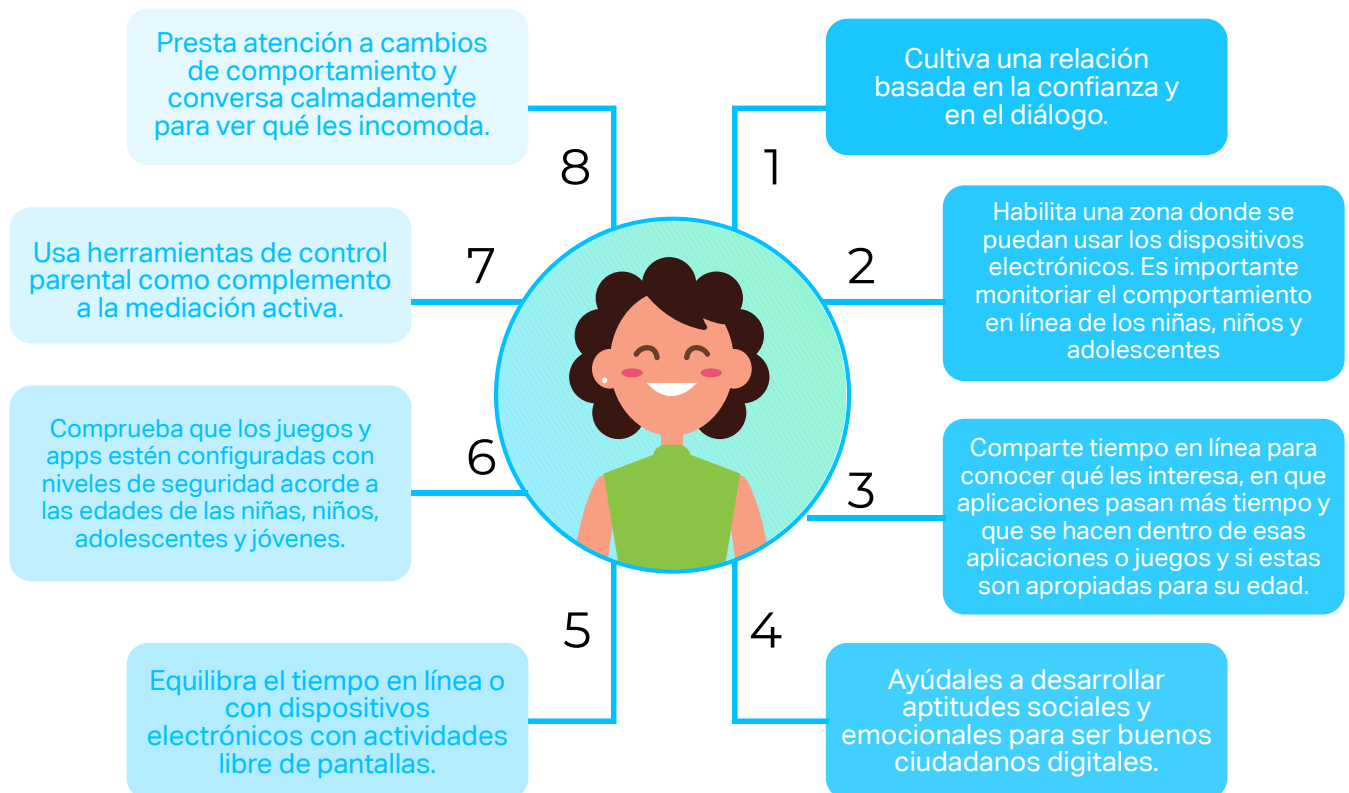 1
Cultiva una relación
basada en la confianza y
en el diálogo.
2
Habilita una zona donde se
puedan usar los dispositivos
electrónicos. Es importante
monitoriar el comportamiento
en línea de los niñas, niños y
adolescentes
3
Comparte tiempo en línea para
conocer qué les interesa, en que
aplicaciones pasan más tiempo y
que se hacen dentro de esas
aplicaciones o juegos y si estas
son apropiadas para su edad.
4
Ayúdales a desarrollar
aptitudes sociales y
emocionales para ser buenos
ciudadanos digitales.
5
Equilibra el tiempo en línea o
con dispositivos
electrónicos con actividades
libre de pantallas.
6
Comprueba que los juegos y
apps estén configuradas con
niveles de seguridad acorde a
las edades de las niñas, niños,
adolescentes y jóvenes.
7
Usa herramientas de control
parental como complemento
a la mediación activa.
8
Presta atención a cambios
de comportamiento y
conversa calmadamente
para ver qué les incomoda.